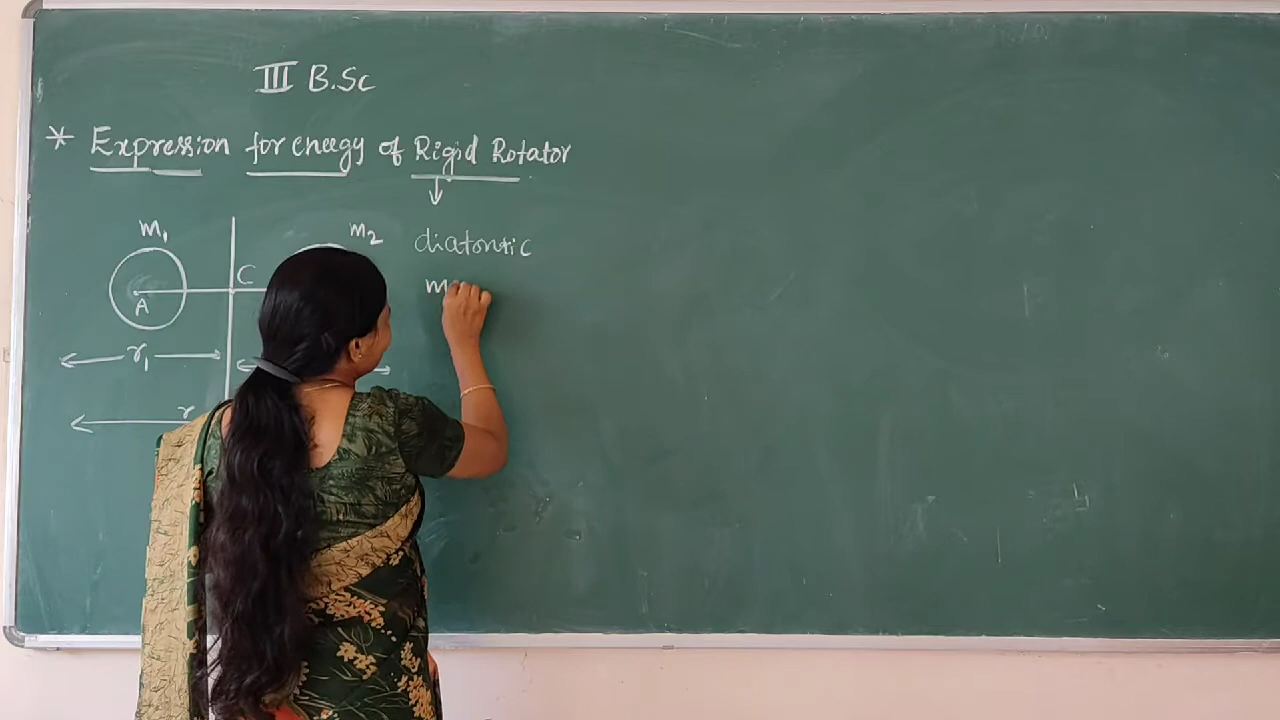 III B.Sc
* Expression for energy of Rigid Rotator
m₁
m₂
diatomic
C
A
r₁
r